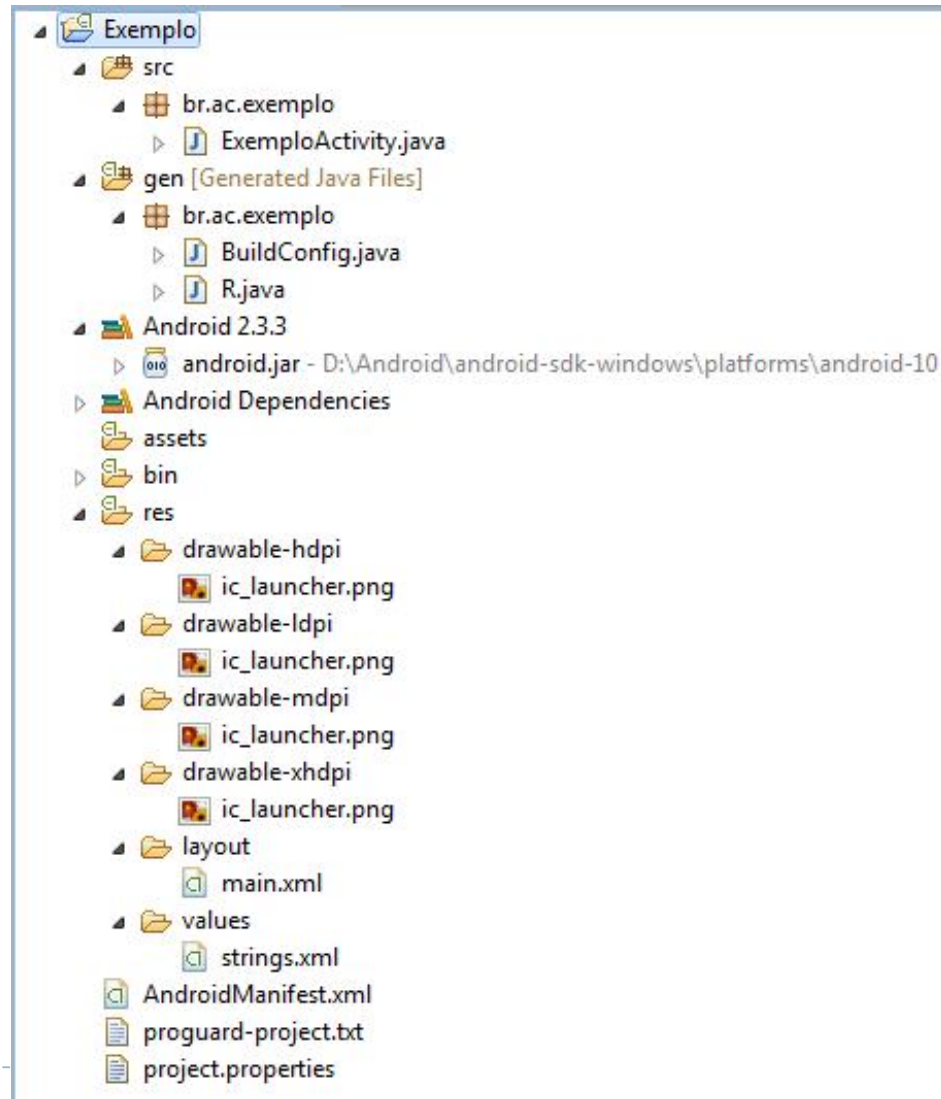 Exemplo
src
br.ac.exemplo
ExemploActivity.java
gen [Generated Java Files]
br.ac.exemplo
BuildConfig.java
R.java
Android 2.3.3
android.jar - D:\Android\android-sdk-windows\platforms\android-10
Android Dependencies
assets
bin
res
drawable-hdpi
ic_launcher.png
drawable-ldpi
ic_launcher.png
drawable-mdpi
ic_launcher.png
drawable-xhdpi
ic_launcher.png
layout
main.xml
values
strings.xml
AndroidManifest.xml
proguard-project.txt
project.properties